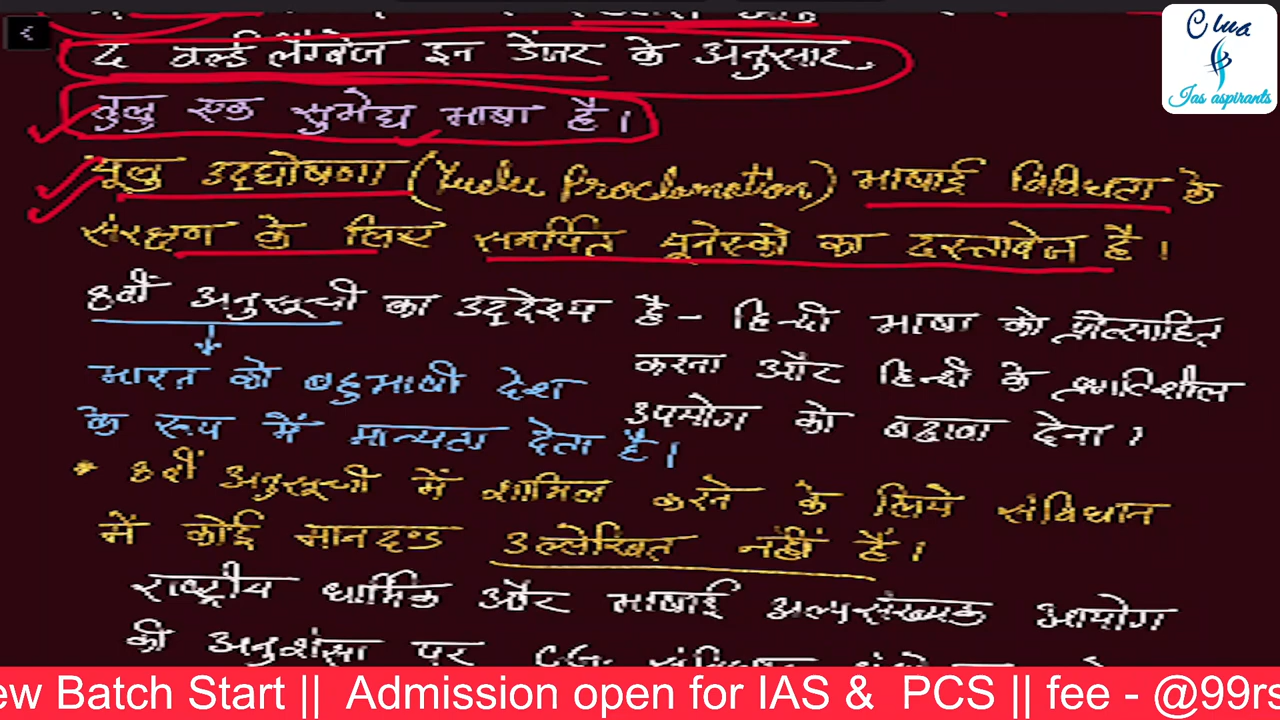 द वर्ल्ड लैंग्वेज इन डेंजर के अनुसार,
तुलु एक सुमेद्य भाषा है।
यूलु उद्घोषणा (Yuelu Proclamation) भाषाई विविधता के
संरक्षण के लिए समर्पित यूनेस्को का दस्तावेज है।
8वीं अनुसूची का उद्देश्य है - हिन्दी भाषा को प्रोत्साहित
करना और हिन्दी के प्रगतिशील
उपयोग को बढ़ावा देना।
भारत को बहुभाषी देश
के रूप में मान्यता देता है।
* 8वीं अनुसूची में शामिल करने के लिये संविधान
में कोई मानदण्ड उल्लेखित नहीं है।
राष्ट्रीय धार्मिक और भाषाई अल्पसंख्यक आयोग
की अनुशंसा पर
Clua
Ias aspirants
ew Batch Start || Admission open for IAS & PCS || fee - @99rs